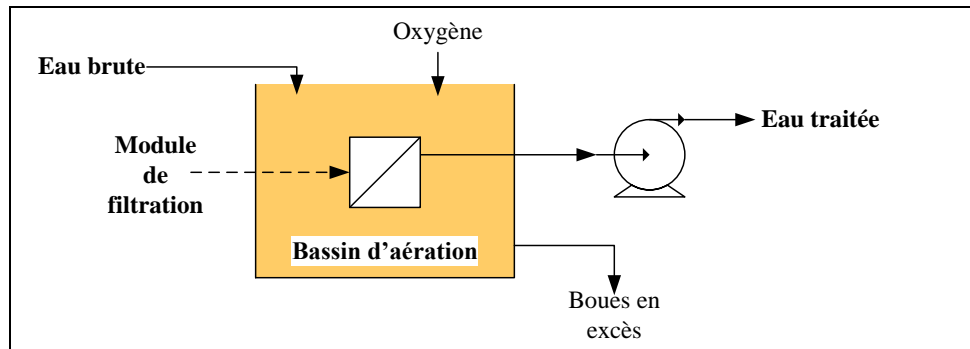 Oxygène
Eau brute
Eau traitée
Module
de
filtration
Bassin d'aération
Boues en
excès